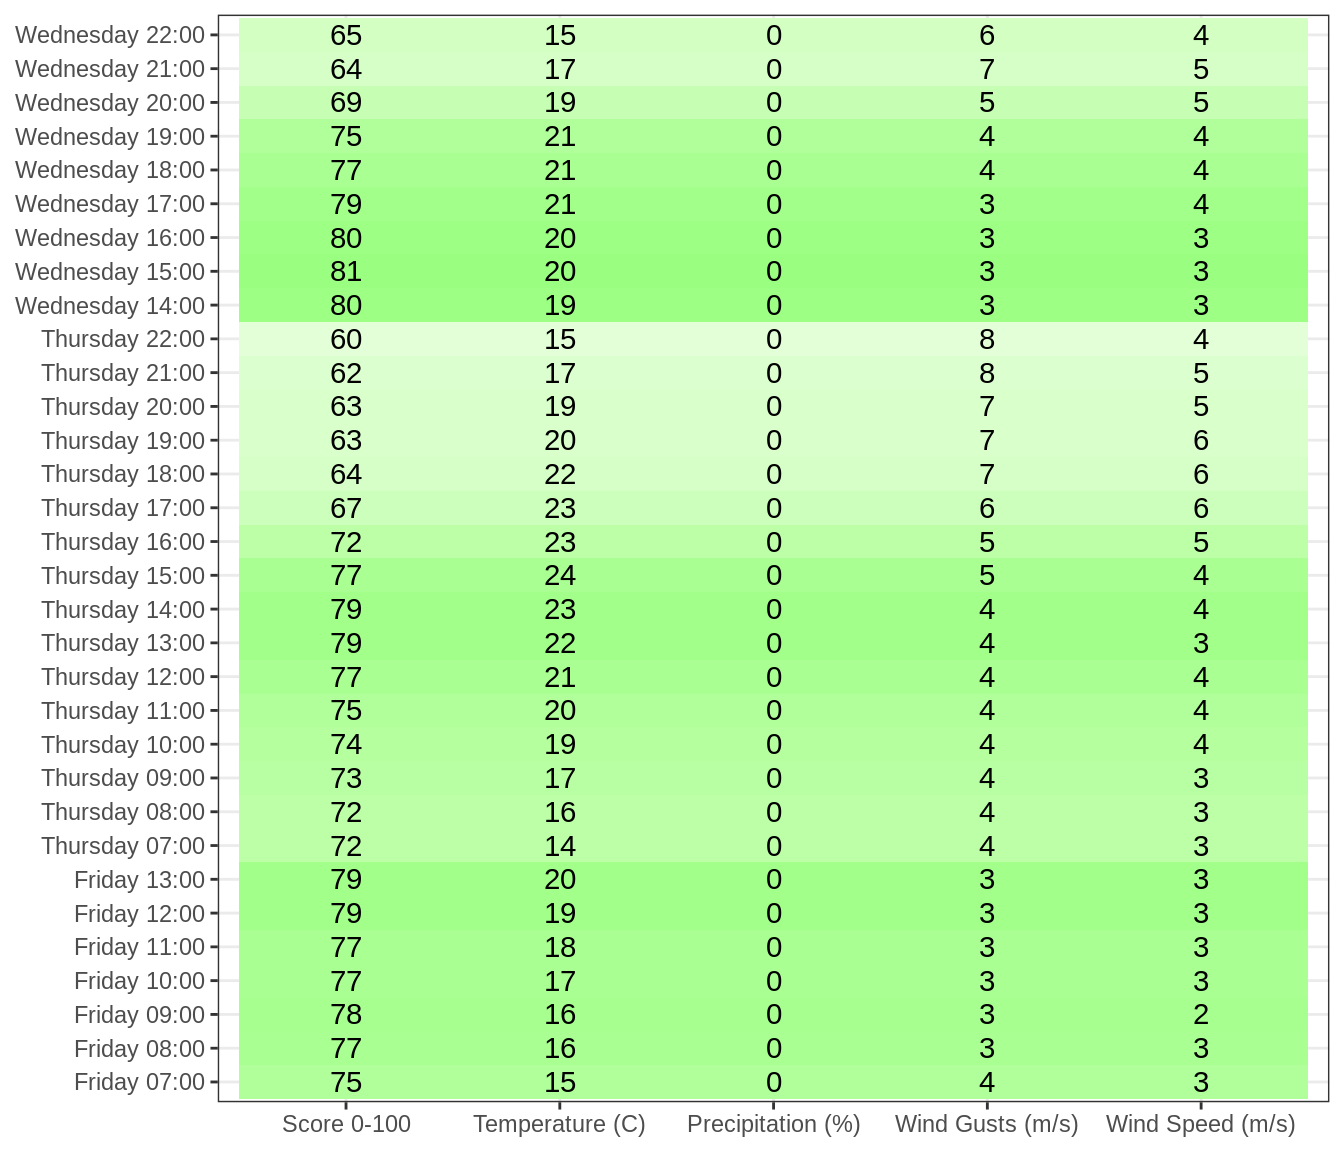 Wednesday 22:00 65 15 0 6 4
Wednesday 21:00 64 17 0 7 5
Wednesday 20:00 69 19 0 5 5
Wednesday 19:00 75 21 0 4 4
Wednesday 18:00 77 21 0 4 4
Wednesday 17:00 79 21 0 3 4
Wednesday 16:00 80 20 0 3 3
Wednesday 15:00 81 20 0 3 3
Wednesday 14:00 80 19 0 3 3
Thursday 22:00 60 15 0 8 4
Thursday 21:00 62 17 0 8 5
Thursday 20:00 63 19 0 7 5
Thursday 19:00 63 20 0 7 6
Thursday 18:00 64 22 0 7 6
Thursday 17:00 67 23 0 6 6
Thursday 16:00 72 23 0 5 5
Thursday 15:00 77 24 0 5 4
Thursday 14:00 79 23 0 4 4
Thursday 13:00 79 22 0 4 3
Thursday 12:00 77 21 0 4 4
Thursday 11:00 75 20 0 4 4
Thursday 10:00 74 19 0 4 4
Thursday 09:00 73 17 0 4 3
Thursday 08:00 72 16 0 4 3
Thursday 07:00 72 14 0 4 3
Friday 13:00 79 20 0 3 3
Friday 12:00 79 19 0 3 3
Friday 11:00 77 18 0 3 3
Friday 10:00 77 17 0 3 3
Friday 09:00 78 16 0 3 2
Friday 08:00 77 16 0 3 3
Friday 07:00 75 15 0 4 3
Score 0-100 Temperature (C) Precipitation (%) Wind Gusts (m/s) Wind Speed (m/s)